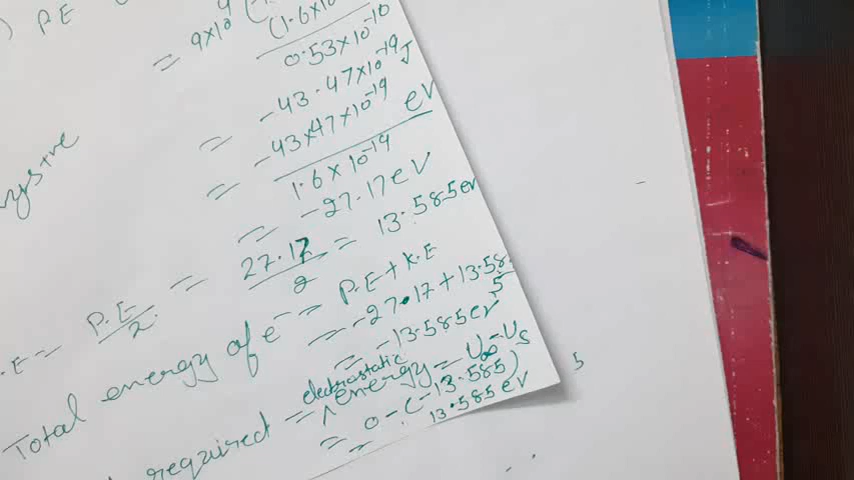 ) P.E
= 9×10⁹ (1.6×10
0.53×10⁻¹⁰
= -43.47×10⁻¹⁹ J
= -43×47×10⁻¹⁹ eV
1.6×10⁻¹⁹
= -27.17 eV
.E = P.E/2 = 27.17/2 = 13.585 eV
Total energy of e⁻ = P.E + K.E
= -27.17 + 13.585
= -13.585 eV
required = electrostatic ^ energy = U∞ - Us
= 0 - (-13.585)
= 13.585 eV
5